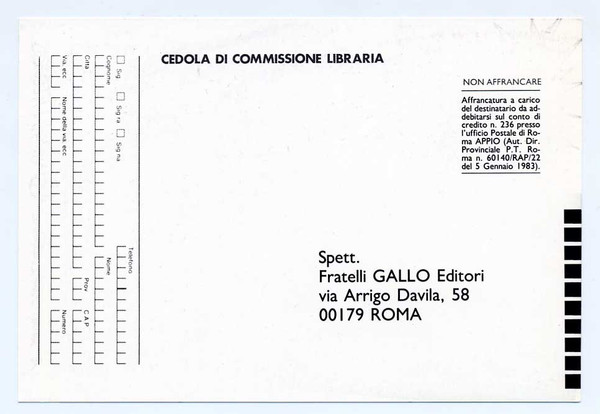 CEDOLA DI COMMISSIONE LIBRARIA
NON AFFRANCARE
Affrancatura a carico
del destinatario da ad-
debitarsi sul conto di
credito n. 236 presso
l'ufficio Postale di Ro-
ma APPIO (Aut. Dir.
Provinciale P.T. Ro-
ma n. 60140/RAP/22
del 5 Gennaio 1983).
Spett.
Fratelli GALLO Editori
via Arrigo Davila, 58
00179 ROMA
Sig Sig ra Sig na
Telefono
Cognome Nome
Città Prov C A P
Via, ecc Nome della via, ecc Numero